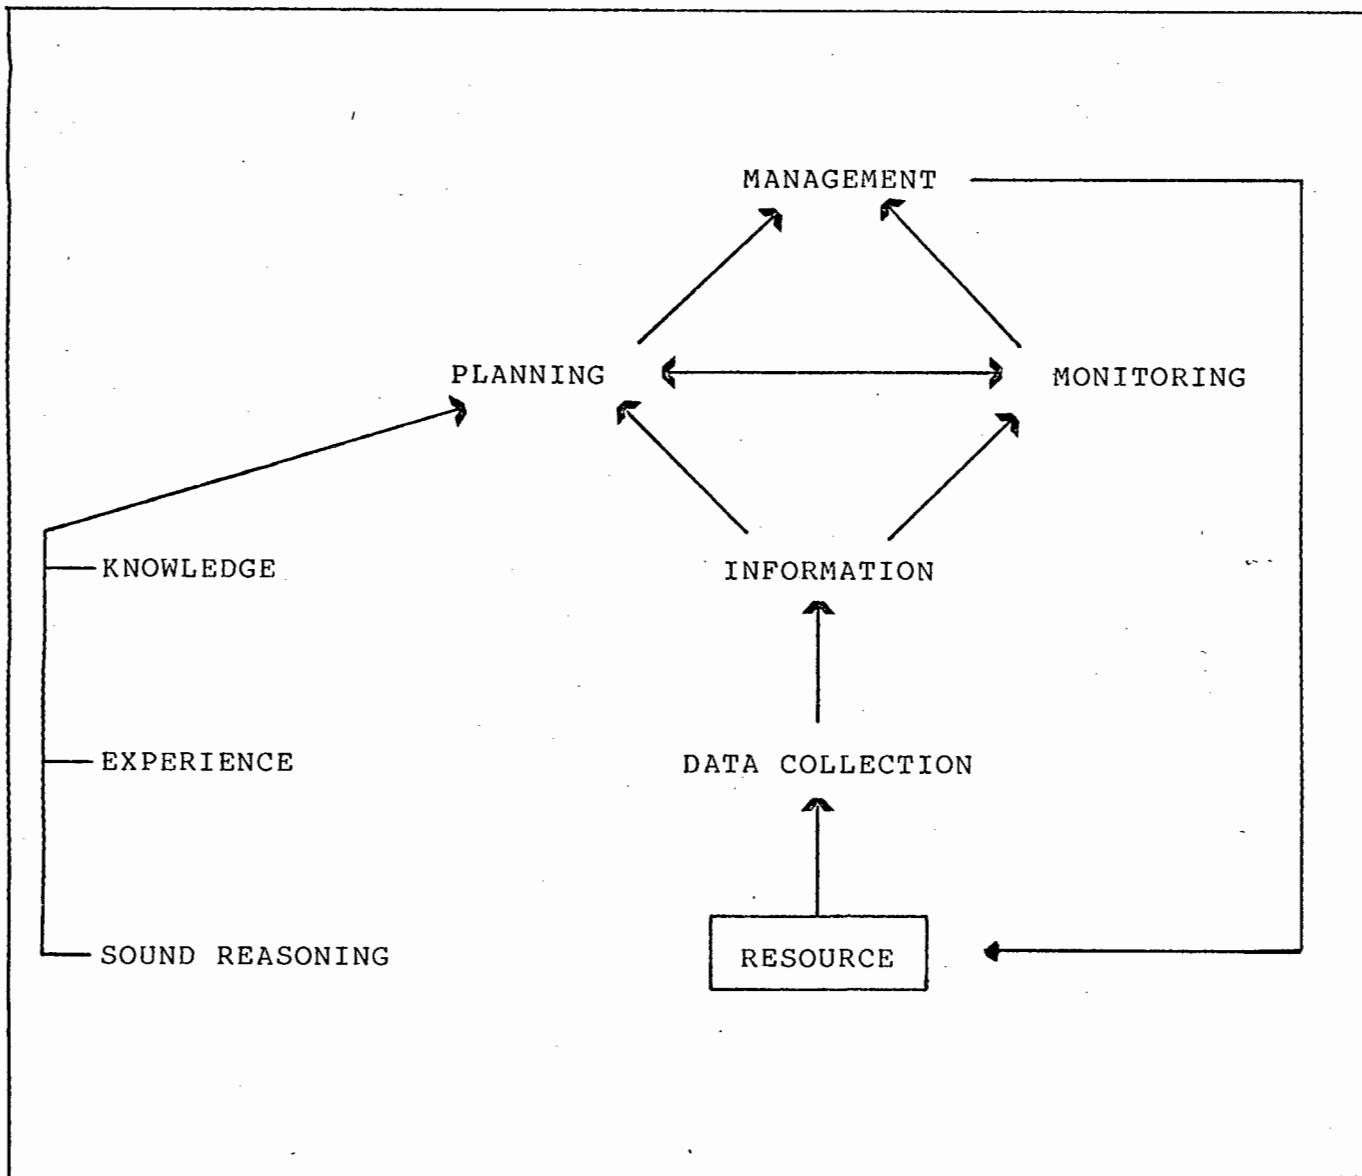 MANAGEMENT
PLANNING
MONITORING
KNOWLEDGE
INFORMATION
EXPERIENCE
DATA COLLECTION
SOUND REASONING
RESOURCE